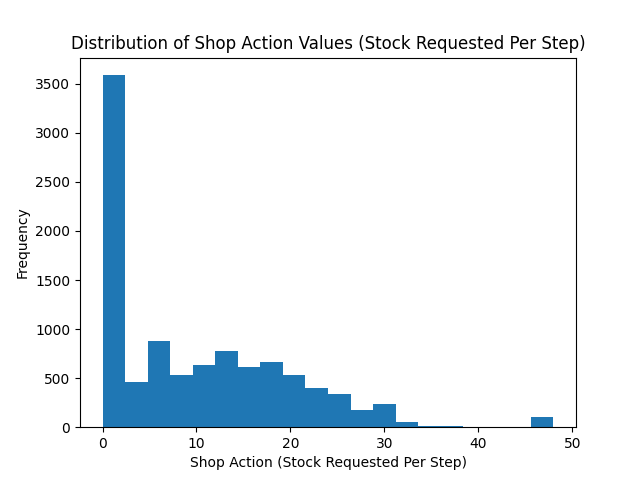 Distribution of Shop Action Values (Stock Requested Per Step)
3500
3000
2500
2000
1500
1000
500
0
Frequency
0 10 20 30 40 50
Shop Action (Stock Requested Per Step)